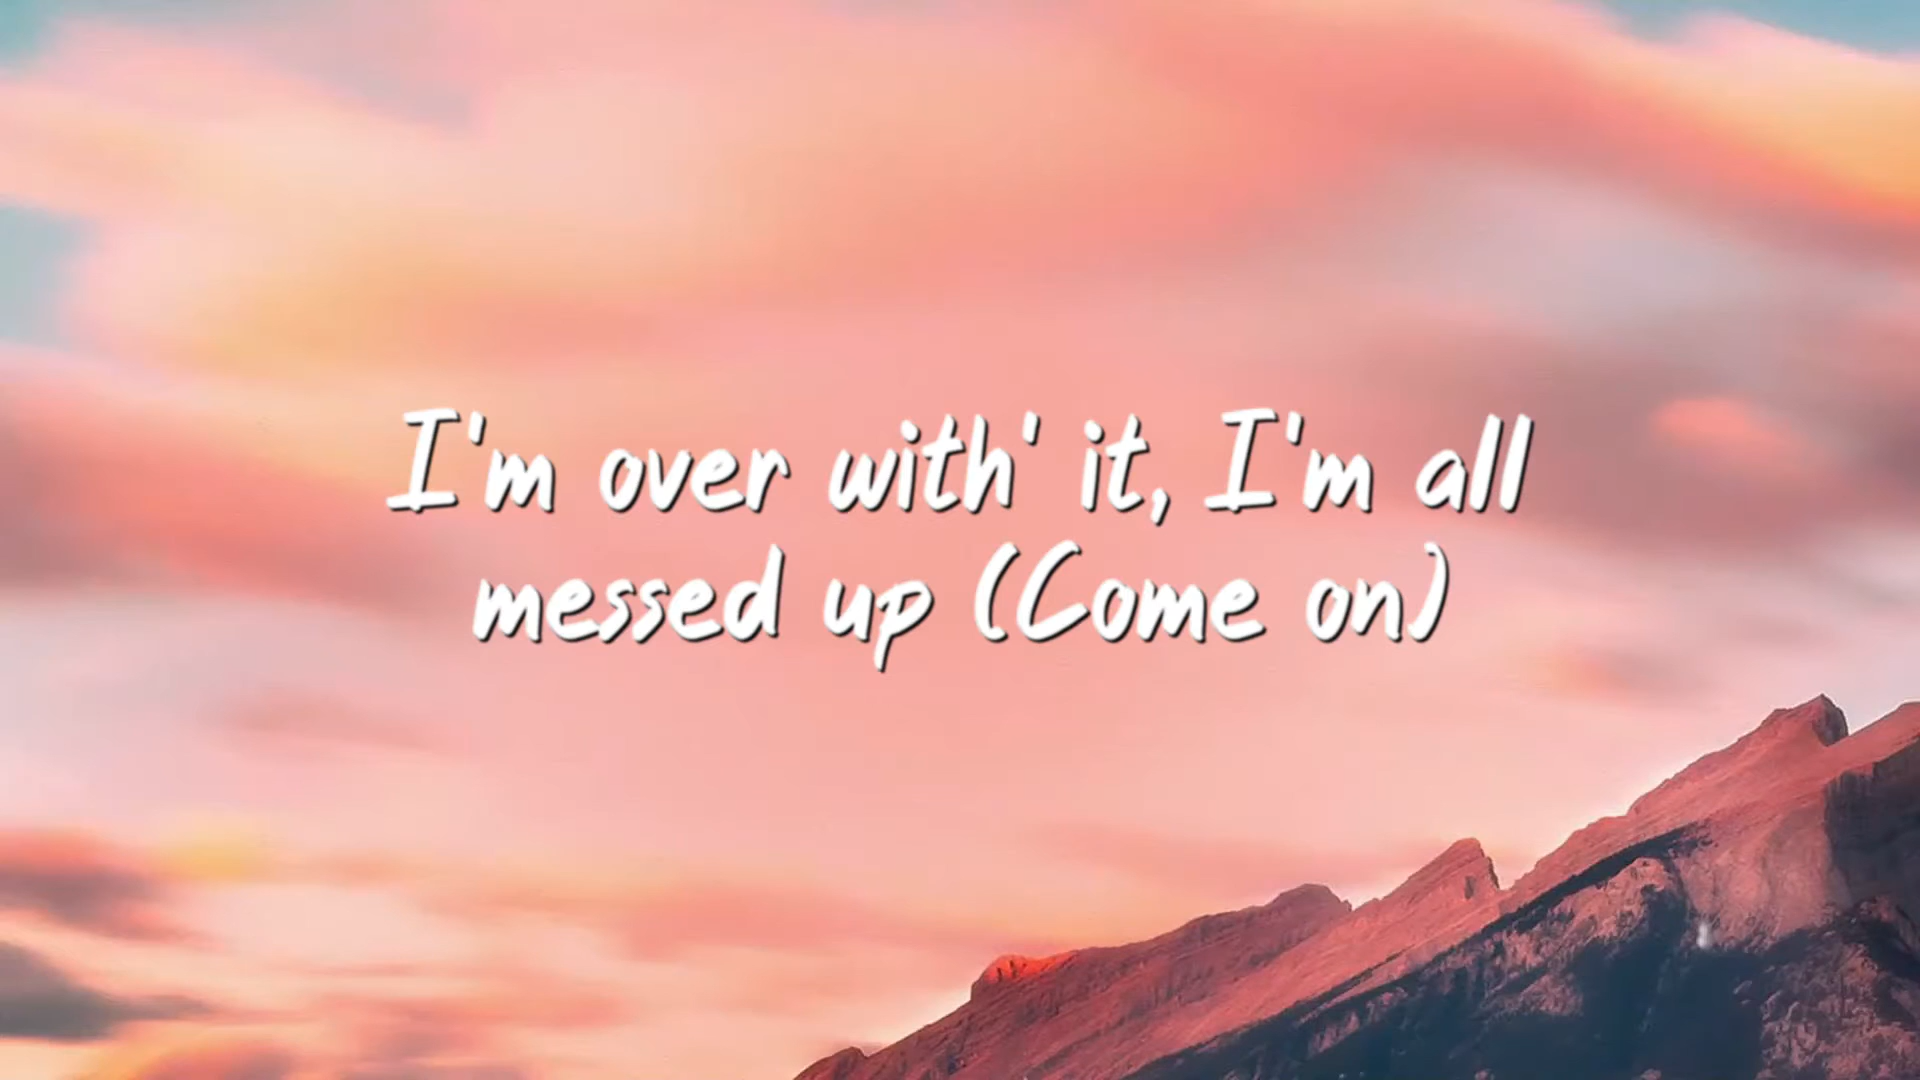 I'm over with' it, I'm all
messed up (Come on)